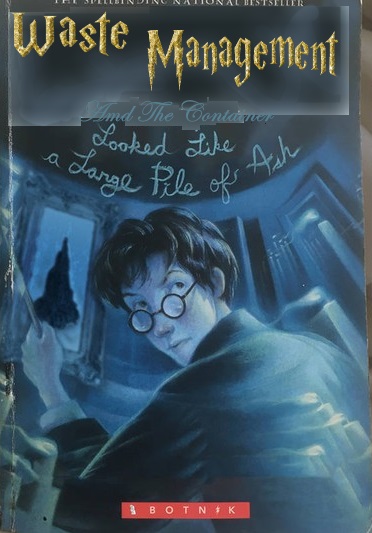 THE SPELLBINDING NATIONAL BESTSELLER
Waste
Management
And The Container
Looked Like
a Large Pile of Ash
BOTNIK